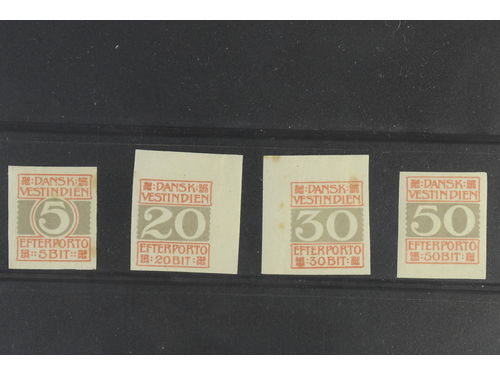 DANSK
VESTINDIEN
5
EFTERPORTO
5 BIT
DANSK
VESTINDIEN
20
EFTERPORTO
20 BIT
DANSK
VESTINDIEN
30
EFTERPORTO
30 BIT
DANSK
VESTINDIEN
50
EFTERPORTO
50 BIT